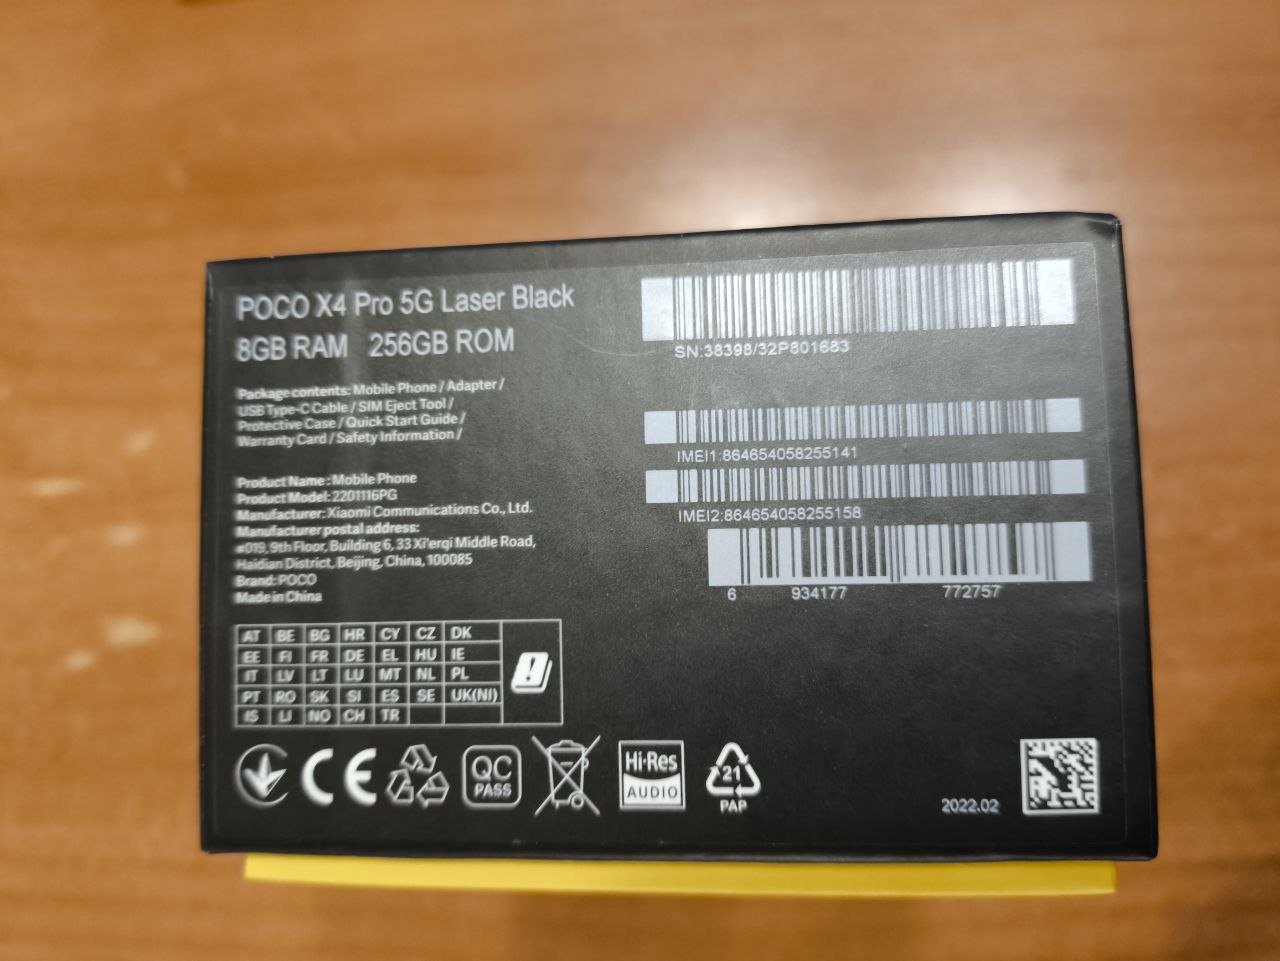 POCO X4 Pro 5G Laser Black
8GB RAM 256GB ROM
Package contents: Mobile Phone / Adapter /
USB Type-C Cable / SIM Eject Tool /
Protective Case / Quick Start Guide /
Warranty Card / Safety Information /
Product Name : Mobile Phone
Product Model: 2201116PG
Manufacturer: Xiaomi Communications Co., Ltd.
Manufacturer postal address:
#019, 9th Floor, Building 6, 33 Xi'erqi Middle Road,
Haidian District, Beijing, China, 100085
Brand: POCO
Made in China
AT BE BG HR CY CZ DK
EE FI FR DE EL HU IE
IT LV LT LU MT NL PL
PT RO SK SI ES SE UK(NI)
IS LI NO CH TR
SN:38398/32P801683
IMEI1:864654058255141
IMEI2:864654058255158
6 934177 772757
CE
QC
PASS
Hi-Res
AUDIO
21
PAP
2022.02